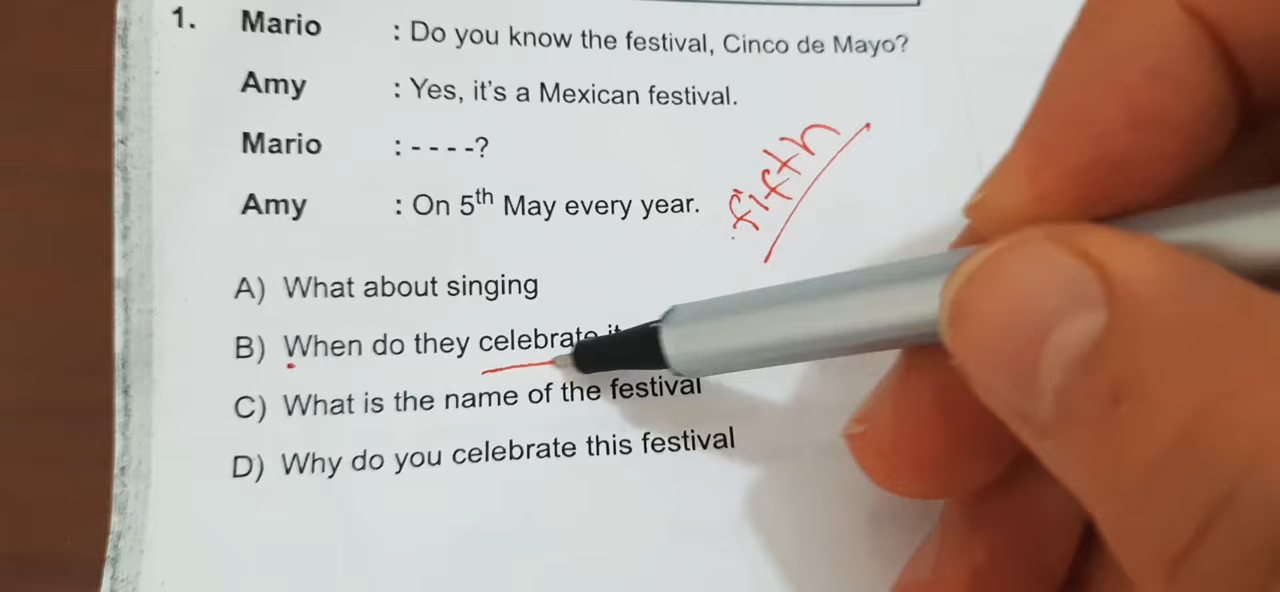 1. Mario : Do you know the festival, Cinco de Mayo?
Amy : Yes, it's a Mexican festival.
Mario : - - - -?
Amy : On 5th May every year.
fifth
A) What about singing
B) When do they celebrate it
C) What is the name of the festival
D) Why do you celebrate this festival